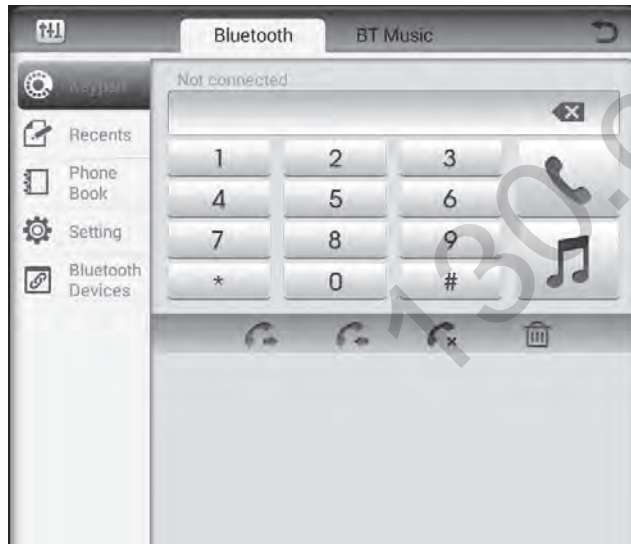 Bluetooth BT Music
Keypad
Recents
Phone
Book
Setting
Bluetooth
Devices
Not connected
1 2 3
4 5 6
7 8 9
* 0 #
130.